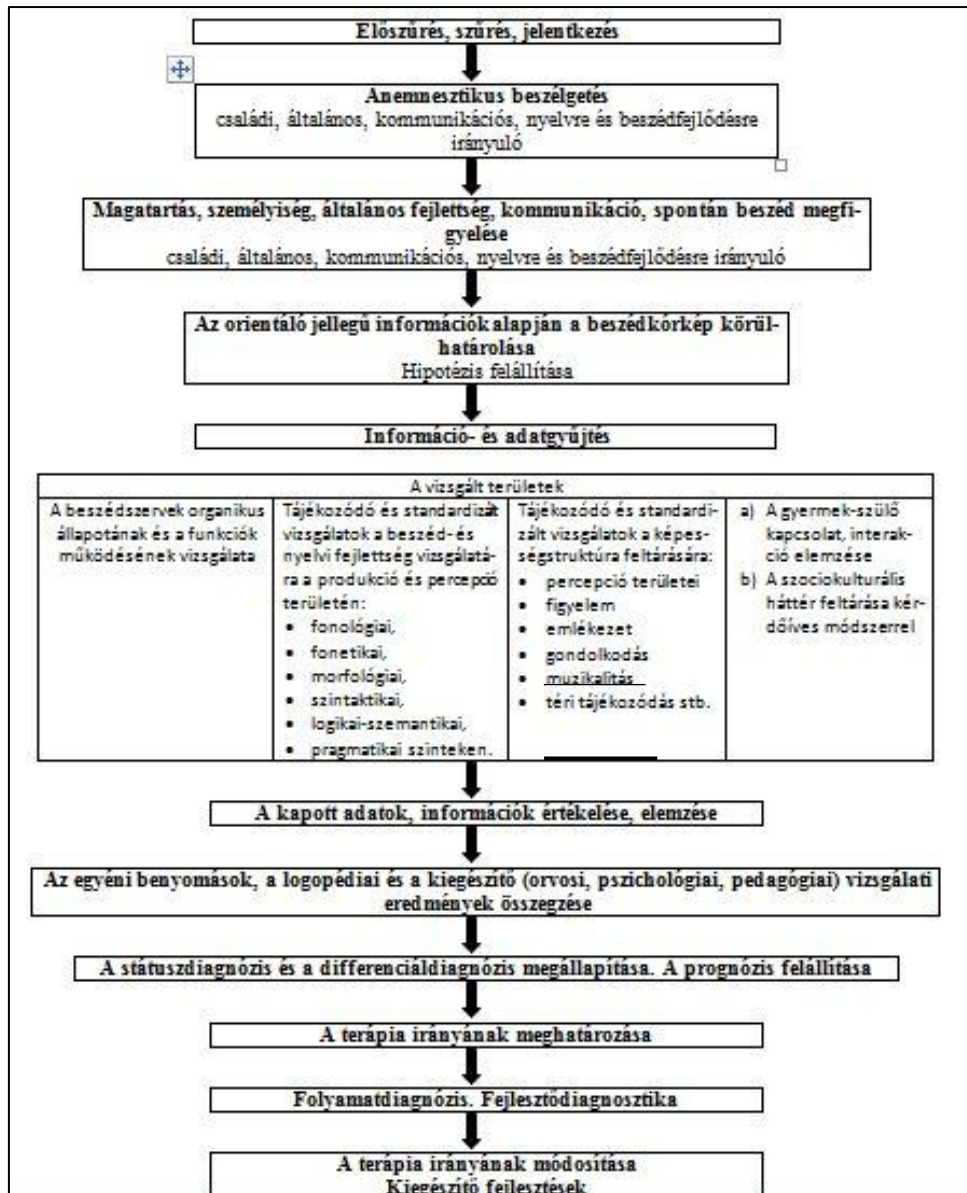 Előszűrés, szűrés, jelentkezés
Anemnesztikus beszélgetés
családi, általános, kommunikációs, nyelvre és beszédfejlődésre
irányuló
Magatartás, személyiség, általános fejlettség, kommunikáció, spontán beszéd megfi-
gyelése
családi, általános, kommunikációs, nyelvre és beszédfejlődésre irányuló
Az orientáló jellegű információk alapján a beszédkórkép körül-
határolása
Hipotézis felállítása
Információ- és adatgyűjtés
A vizsgált területek
A beszédszervek organikus
állapotának és a funkciók
működésének vizsgálata
Tájékozódó és standardizált
vizsgálatok a beszéd- és
nyelvi fejlettség vizsgálatá-
ra a produkció és percepció
területén:
• fonológiai,
• fonetikai,
• morfológiai,
• szintaktikai,
• logikai-szemantikai,
• pragmatikai szinteken.
Tájékozódó és standardi-
zált vizsgálatok a képes-
ségstruktúra feltárására:
• percepció területei
• figyelem
• emlékezet
• gondolkodás
• muzikalitás
• téri tájékozódás stb.
a) A gyermek-szülő
kapcsolat, interak-
ció elemzése
b) A szociokulturális
háttér feltárása kér-
dőíves módszerrel
A kapott adatok, információk értékelése, elemzése
Az egyéni benyomások, a logopédiai és a kiegészítő (orvosi, pszichológiai, pedagógiai) vizsgálati
eredmények összegzése
A státuszdiagnózis és a differenciáldiagnózis megállapítása. A prognózis felállítása
A terápia irányának meghatározása
Folyamatdiagnózis. Fejlesztődiagnosztika
A terápia irányának módosítása
Kiegészítő fejlesztések